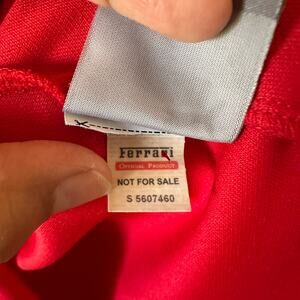 Ferrari
OFFICIAL PRODUCT
NOT FOR SALE
S 5607460